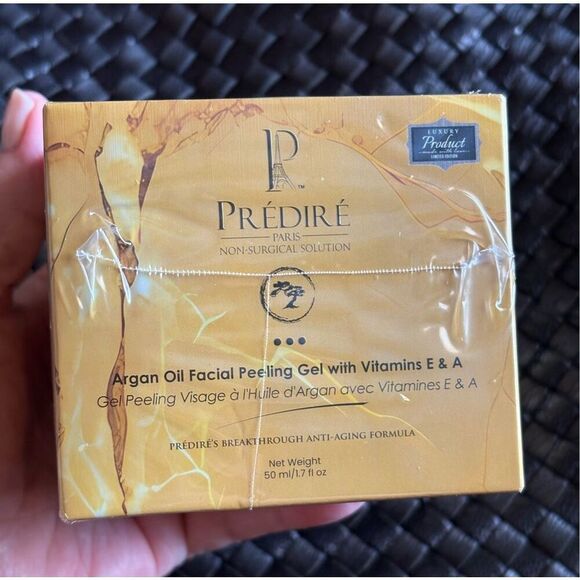 LUXURY
Product
made with love
LIMITED EDITION
P
TM
PRÉDIRÉ
PARIS
NON-SURGICAL SOLUTION
Argan Oil Facial Peeling Gel with Vitamins E & A
Gel Peeling Visage à l'Huile d'Argan avec Vitamines E & A
PRÉDIRÉ'S BREAKTHROUGH ANTI-AGING FORMULA
Net Weight
50 ml/1.7 fl oz